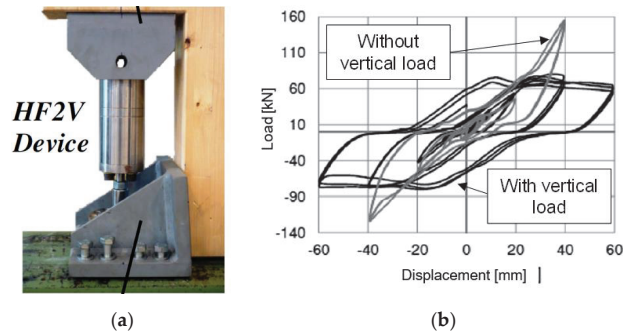 HF2V
Device
(a)
Load [kN]
160
110
60
10
-40
-90
-140
Without
vertical load
With vertical
load
-60 -40 -20 0 20 40 60
Displacement [mm]
(b)